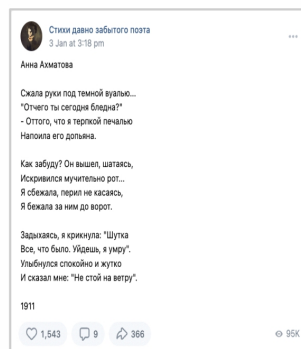 Стихи давно забытого поэта
3 Jan at 3:18 pm
Анна Ахматова
Сжала руки под темной вуалью...
"Отчего ты сегодня бледна?"
- Оттого, что я терпкой печалью
Напоила его допьяна.
Как забуду? Он вышел, шатаясь,
Искривился мучительно рот...
Я сбежала, перил не касаясь,
Я бежала за ним до ворот.
Задыхаясь, я крикнула: "Шутка
Все, что было. Уйдешь, я умру".
Улыбнулся спокойно и жутко
И сказал мне: "Не стой на ветру".
1911
1,543 9 366 95K